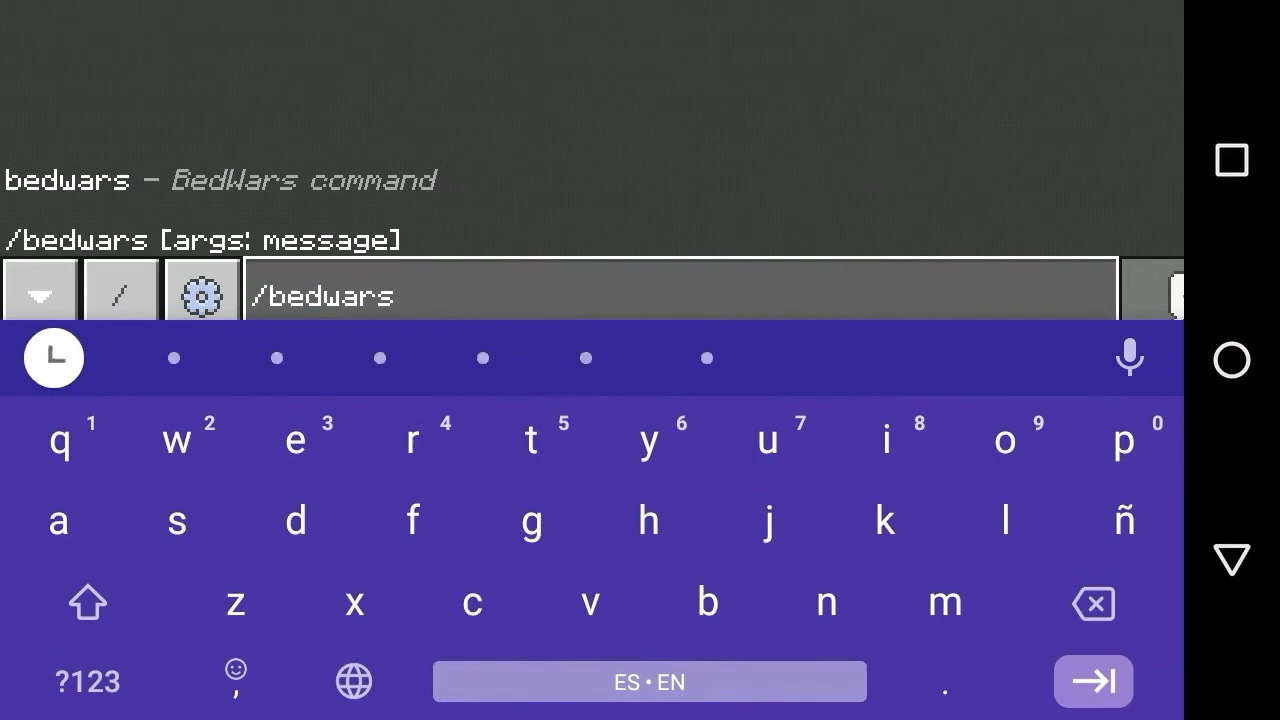 bedwars - BedWars command
/bedwars [args: message]
/ /bedwars
q 1 w 2 e 3 r 4 t 5 y 6 u 7 i 8 o 9 p 0
a s d f g h j k l ñ
z x c v b n m
?123 , ES • EN .